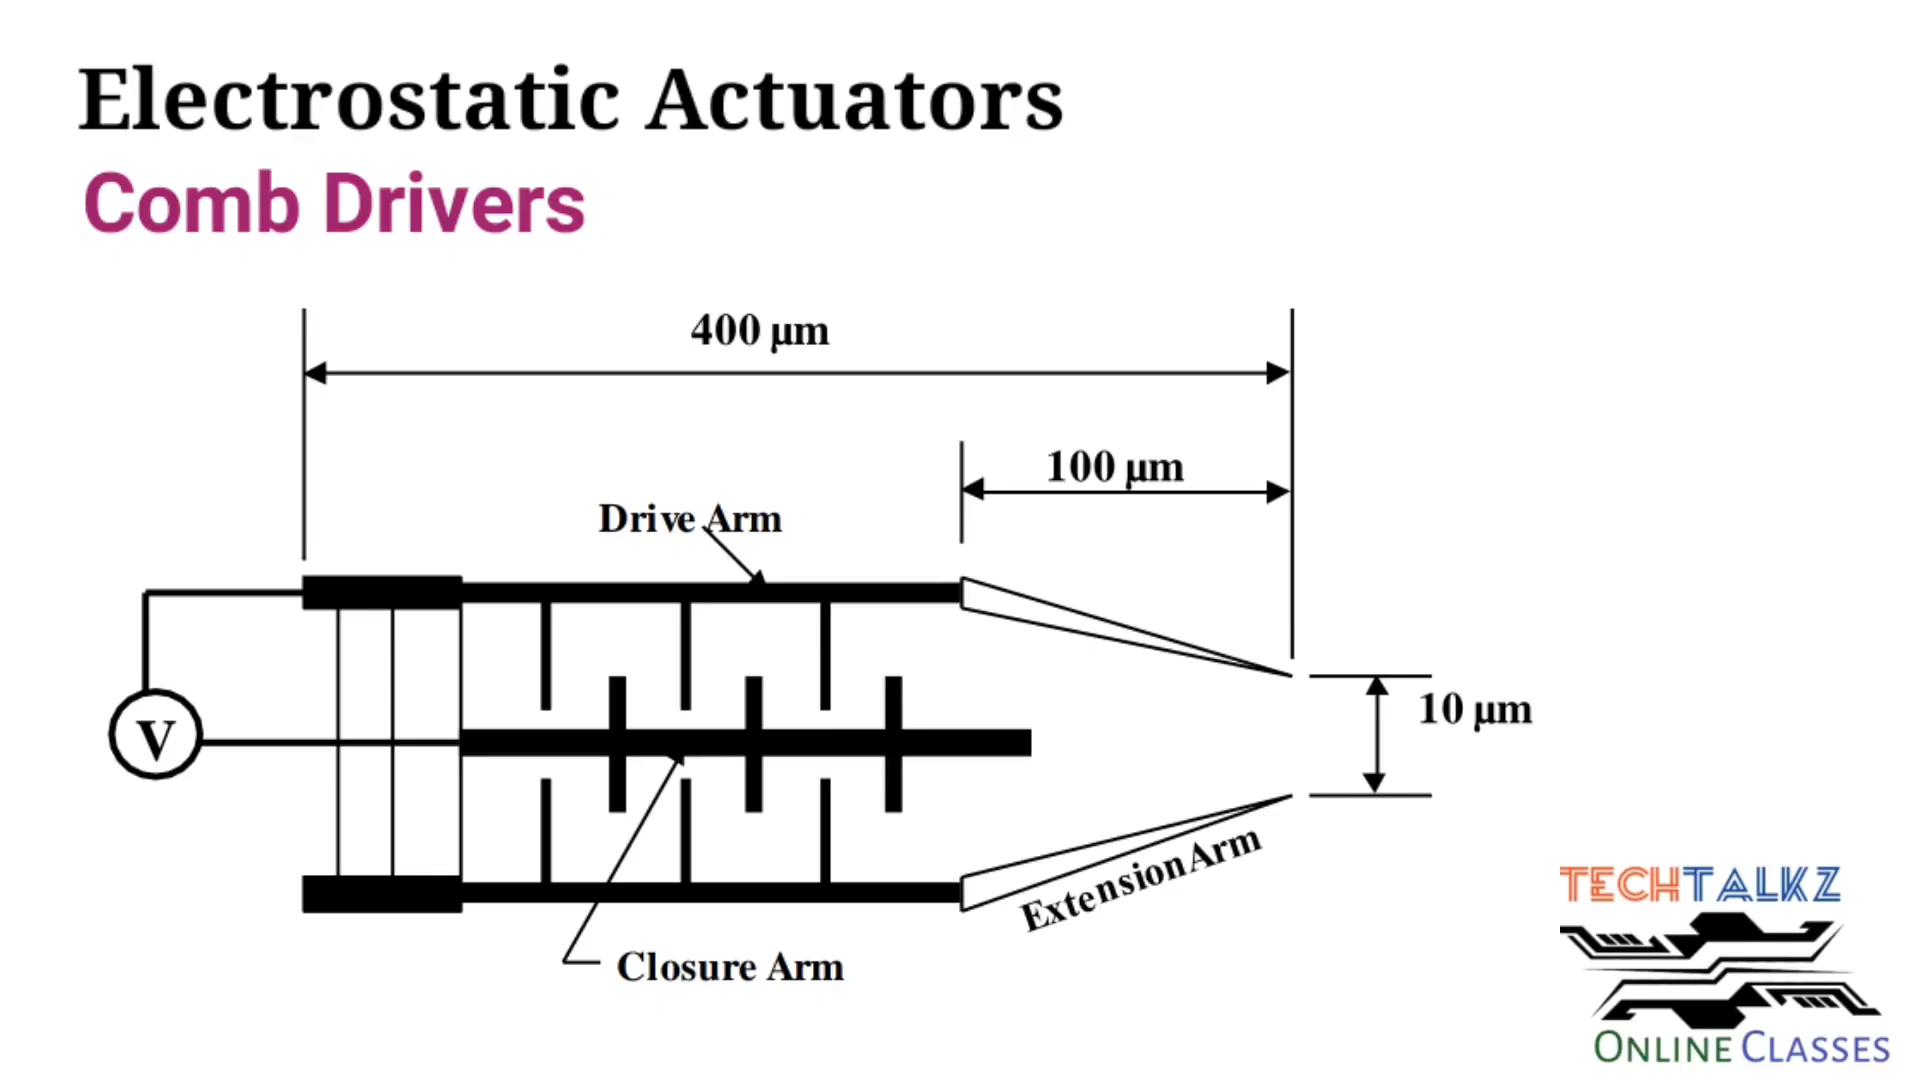 Electrostatic Actuators
Comb Drivers
400 µm
100 µm
Drive Arm
10 µm
V
Extension Arm
Closure Arm
TECHTALKZ
ONLINE CLASSES